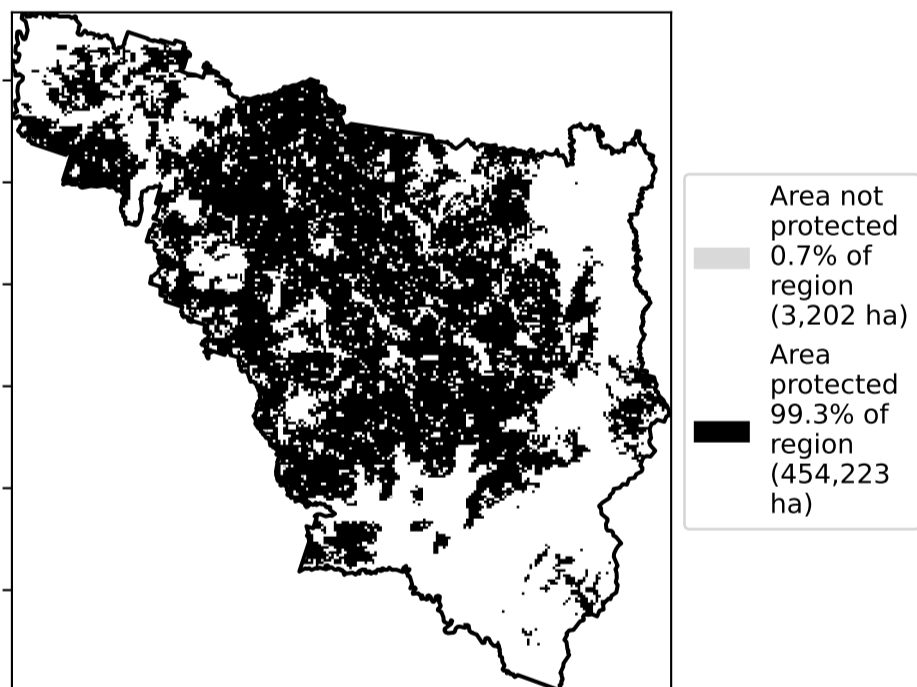 Area not
protected
0.7% of
region
(3,202 ha)
Area
protected
99.3% of
region
(454,223
ha)